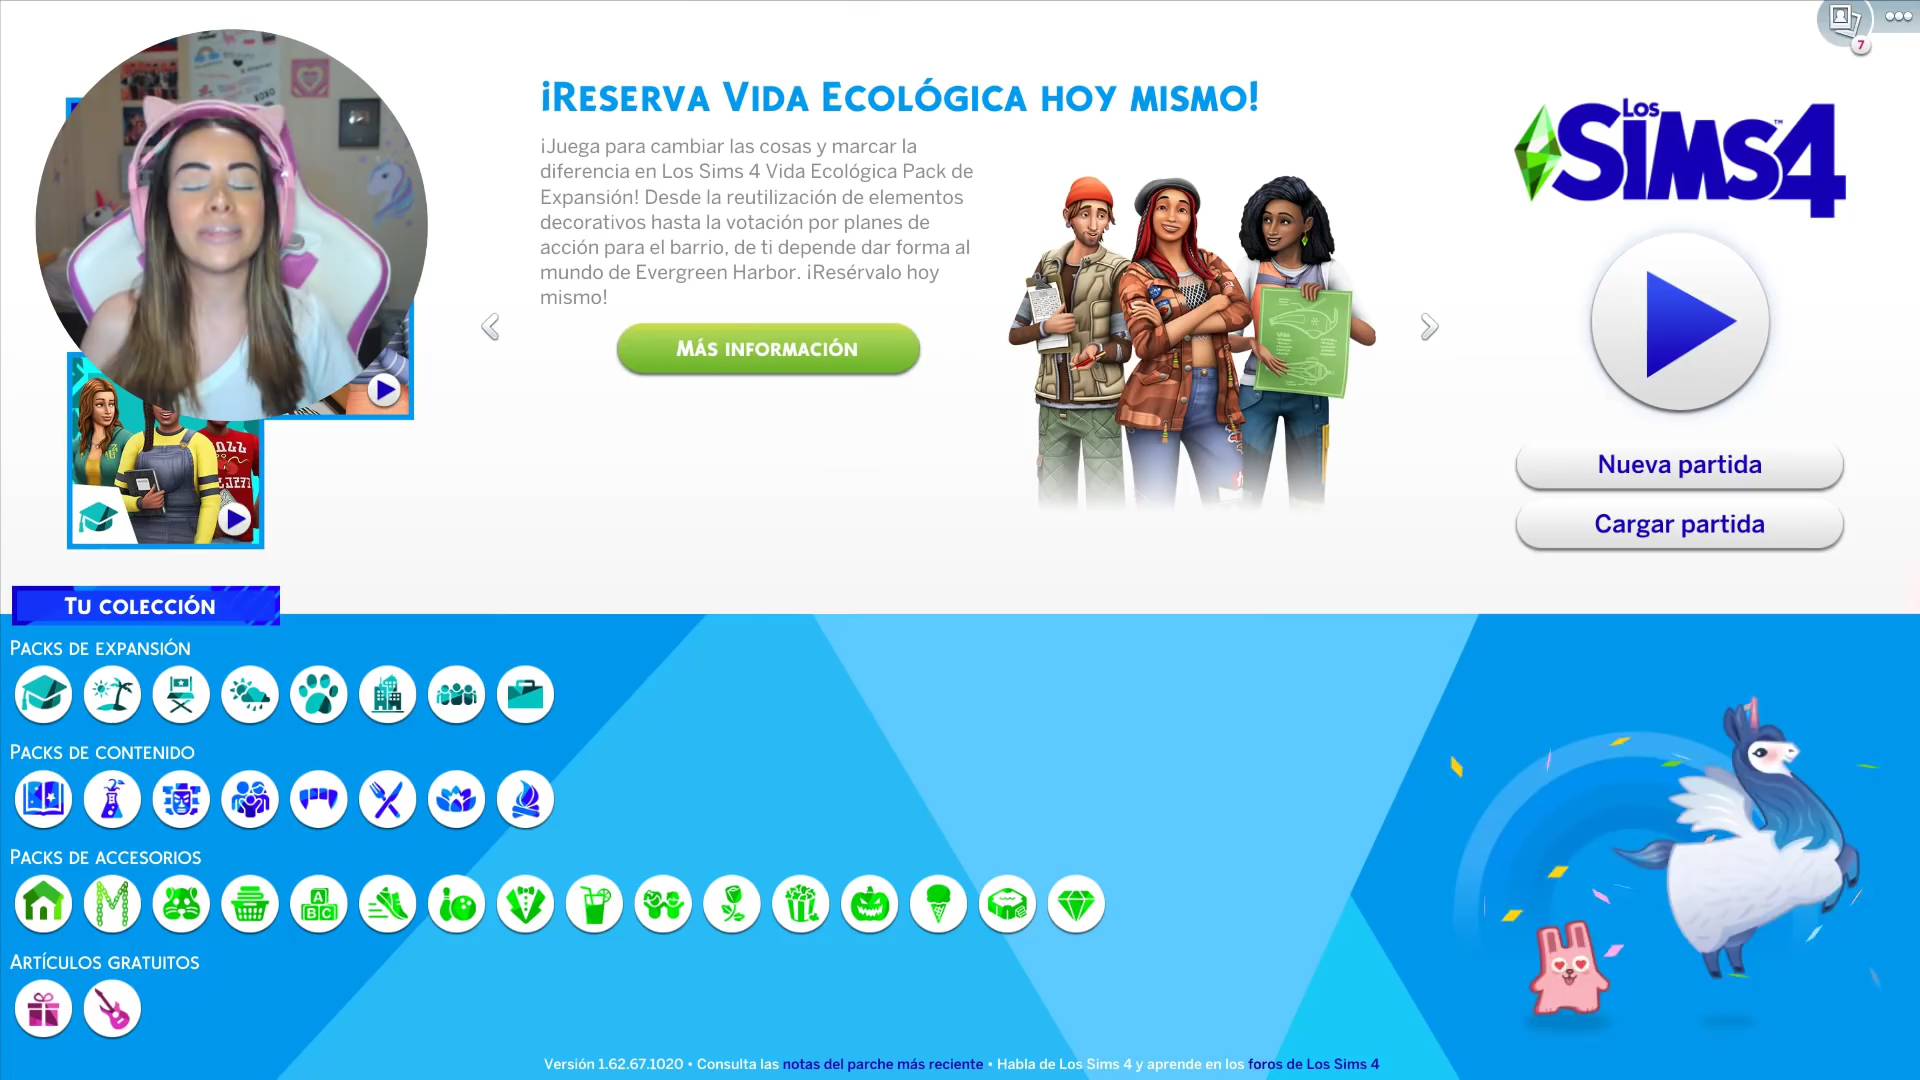 ¡Reserva Vida Ecológica hoy mismo!
¡Juega para cambiar las cosas y marcar la
diferencia en Los Sims 4 Vida Ecológica Pack de
Expansión! Desde la reutilización de elementos
decorativos hasta la votación por planes de
acción para el barrio, de ti depende dar forma al
mundo de Evergreen Harbor. ¡Resérvalo hoy
mismo!
Más información
7
Los
Sims 4
™
Nueva partida
Cargar partida
XOXO
Tu colección
Packs de expansión
Packs de contenido
Packs de accesorios
A
B C
Artículos gratuitos
Versión 1.62.67.1020 • Consulta las notas del parche más reciente • Habla de Los Sims 4 y aprende en los foros de Los Sims 4